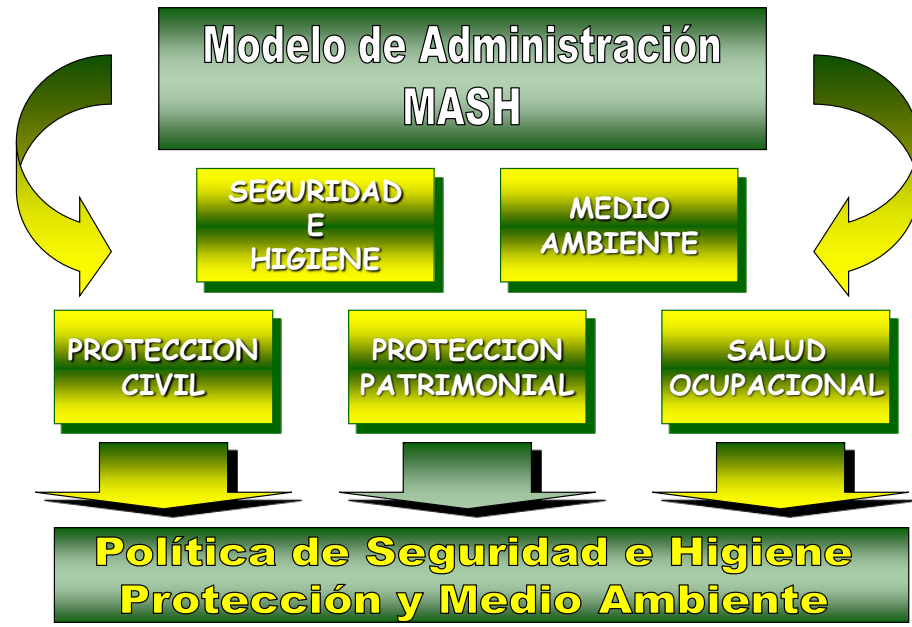 Modelo de Administración
MASH
SEGURIDAD
E
HIGIENE
MEDIO
AMBIENTE
PROTECCION
CIVIL
PROTECCION
PATRIMONIAL
SALUD
OCUPACIONAL
Política de Seguridad e Higiene
Protección y Medio Ambiente